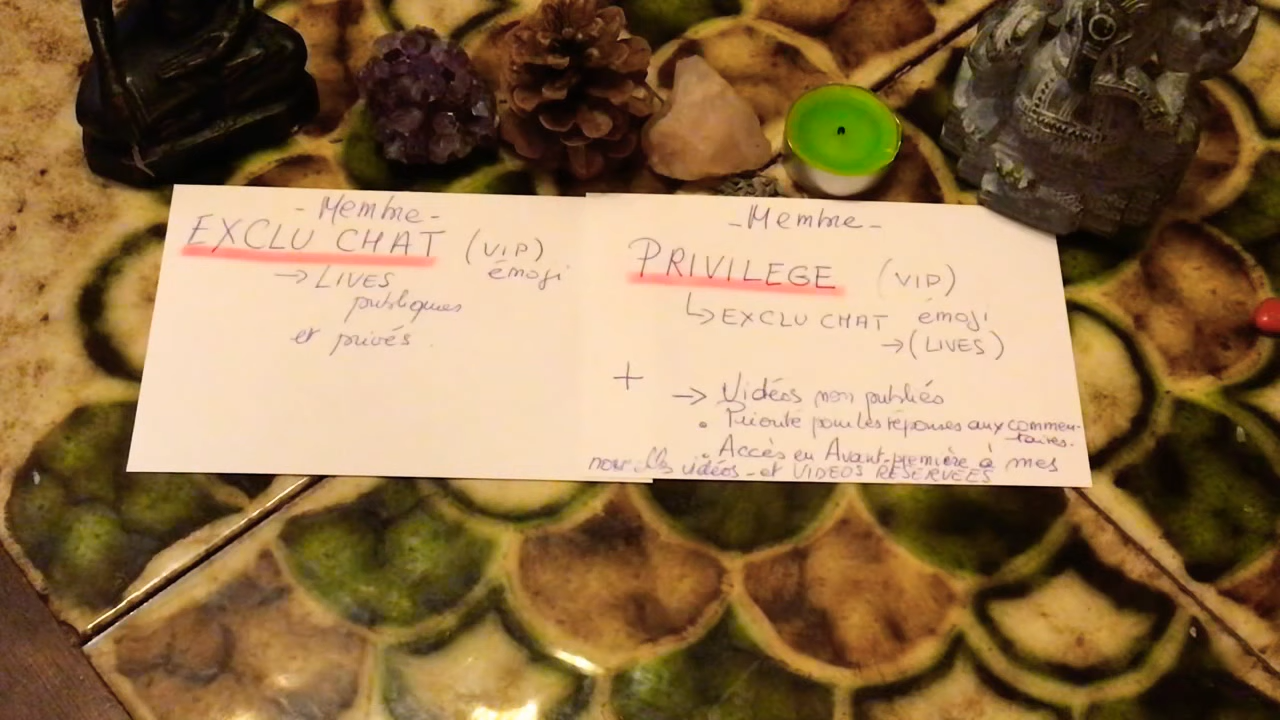 - Membre -
EXCLU CHAT (VIP)
émoji
→ LIVES
publiques
et privés.
- Membre -
PRIVILEGE (VIP)
↳ EXCLU CHAT émoji
→ (LIVES)
+
→ Vidéos non publiés
. Priorité pour les réponses aux commen-
taires.
. Accès en Avant-première à mes
nouvelles vidéos - et VIDEOS RESERVEES